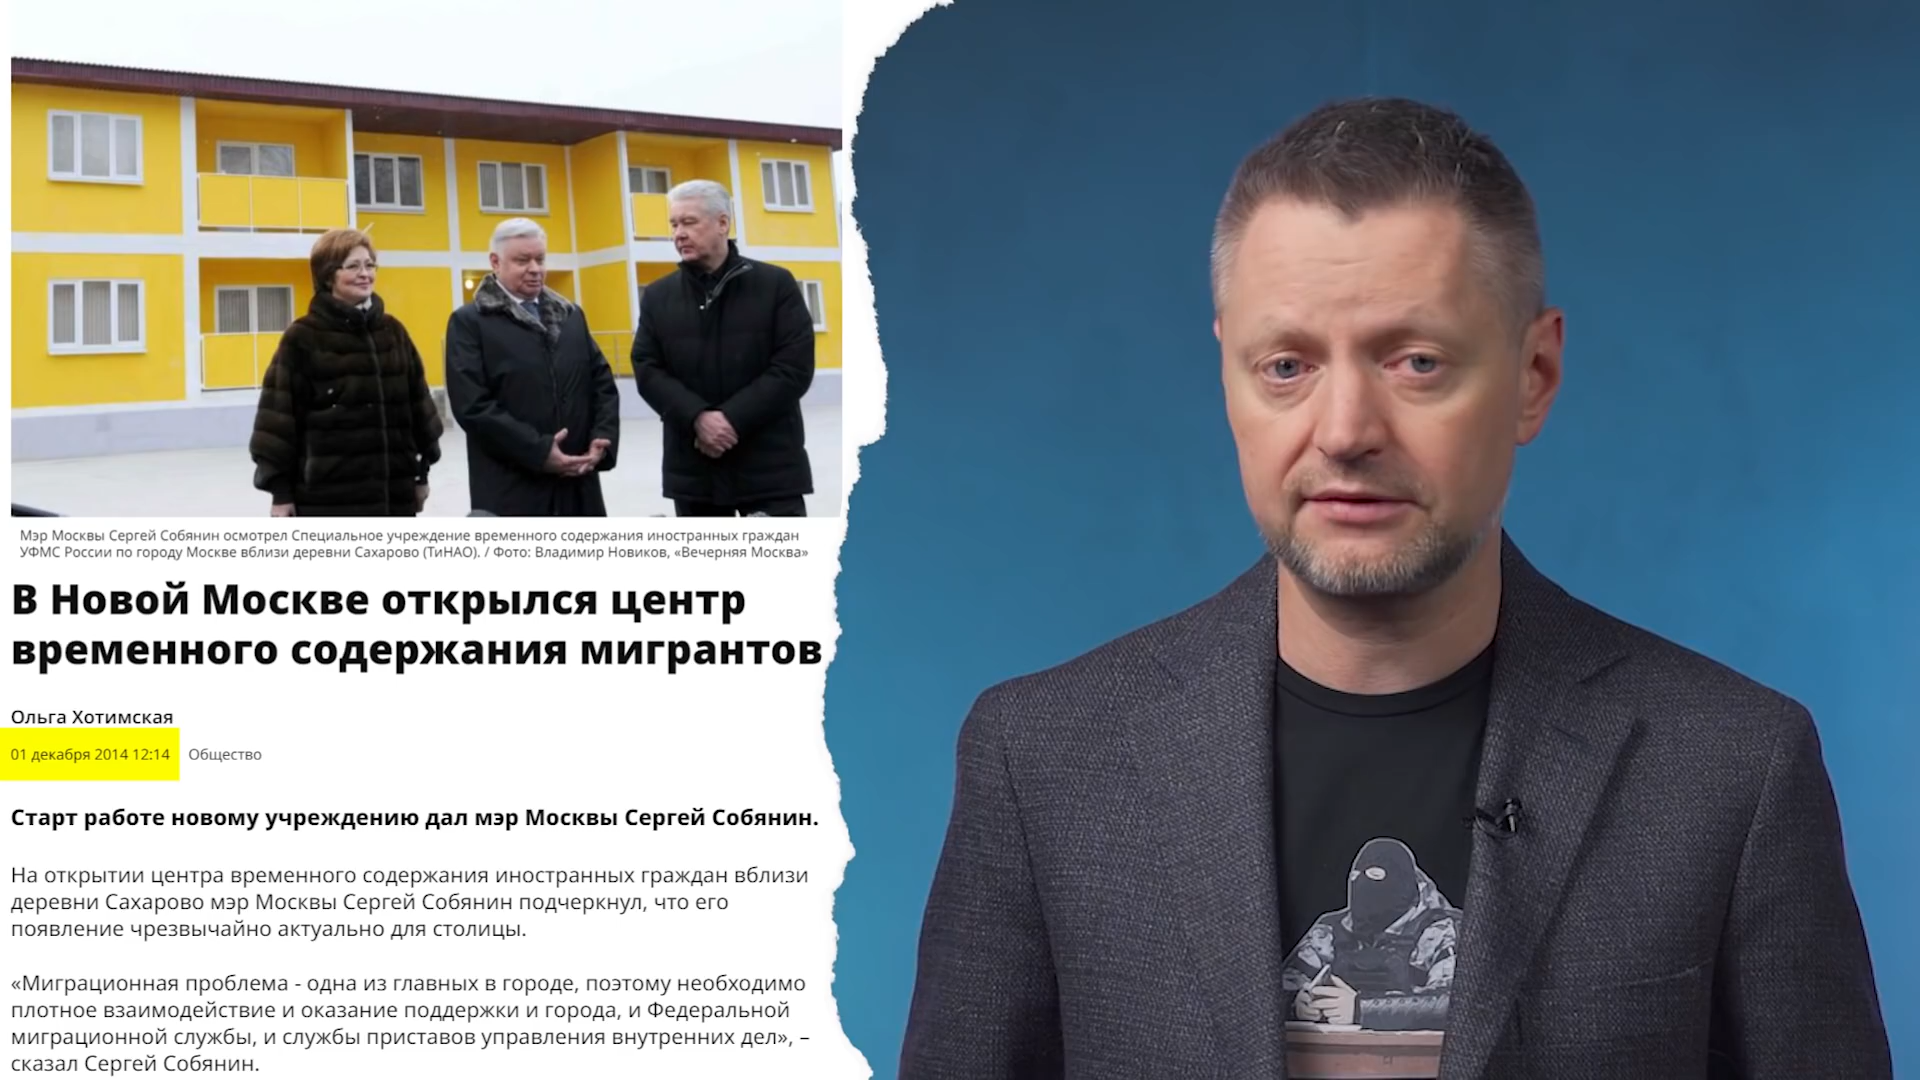 Мэр Москвы Сергей Собянин осмотрел Специальное учреждение временного содержания иностранных граждан
УФМС России по городу Москве вблизи деревни Сахарово (ТиНАО). / Фото: Владимир Новиков, «Вечерняя Москва»
В Новой Москве открылся центр
временного содержания мигрантов
Ольга Хотимская
01 декабря 2014 12:14 Общество
Старт работе новому учреждению дал мэр Москвы Сергей Собянин.
На открытии центра временного содержания иностранных граждан вблизи
деревни Сахарово мэр Москвы Сергей Собянин подчеркнул, что его
появление чрезвычайно актуально для столицы.
«Миграционная проблема - одна из главных в городе, поэтому необходимо
плотное взаимодействие и оказание поддержки и города, и Федеральной
миграционной службы, и службы приставов управления внутренних дел», –
сказал Сергей Собянин.